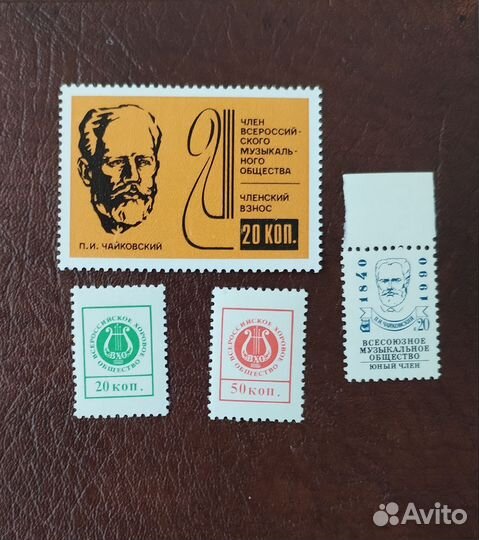 ЧЛЕН
ВСЕРОССИЙ-
СКОГО
МУЗЫКАЛЬ-
НОГО
ОБЩЕСТВА
ЧЛЕНСКИЙ
ВЗНОС
20 КОП.
П.И. ЧАЙКОВСКИЙ
ВСЕРОССИЙСКОЕ ХОРОВОЕ
ОБЩЕСТВО
ВХО
20 КОП.
ВСЕРОССИЙСКОЕ ХОРОВОЕ
ОБЩЕСТВО
ВХО
50 КОП.
1840
1990
П.И. ЧАЙКОВСКИЙ
20
ВСЕСОЮЗНОЕ
МУЗЫКАЛЬНОЕ
ОБЩЕСТВО
ЮНЫЙ ЧЛЕН
Avito